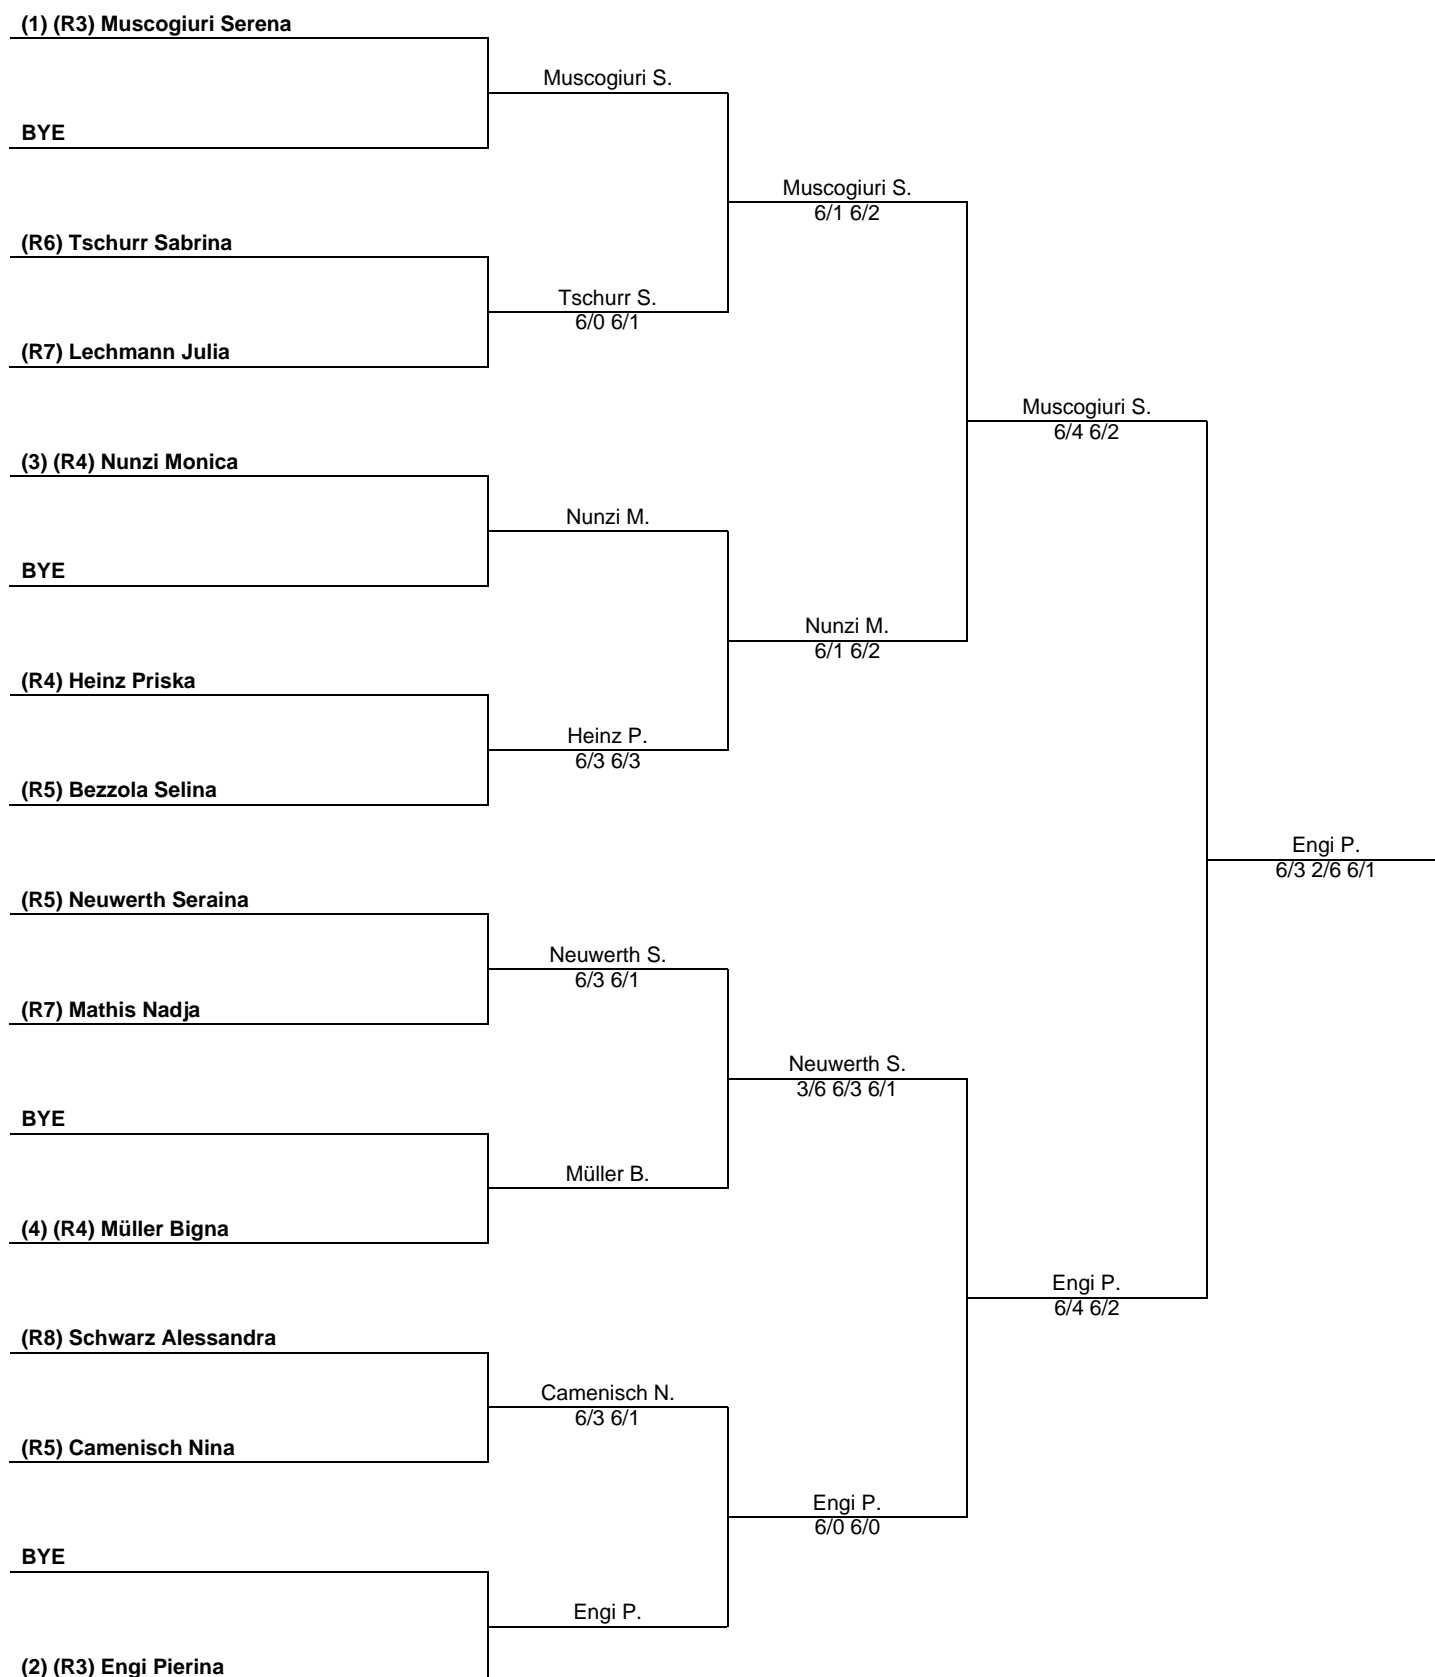 (1) (R3) Muscogiuri Serena
Muscogiuri S.
BYE
Muscogiuri S.
6/1 6/2
(R6) Tschurr Sabrina
Tschurr S.
6/0 6/1
(R7) Lechmann Julia
Muscogiuri S.
6/4 6/2
(3) (R4) Nunzi Monica
Nunzi M.
BYE
Nunzi M.
6/1 6/2
(R4) Heinz Priska
Heinz P.
6/3 6/3
(R5) Bezzola Selina
Engi P.
6/3 2/6 6/1
(R5) Neuwerth Seraina
Neuwerth S.
6/3 6/1
(R7) Mathis Nadja
Neuwerth S.
3/6 6/3 6/1
BYE
Müller B.
(4) (R4) Müller Bigna
Engi P.
6/4 6/2
(R8) Schwarz Alessandra
Camenisch N.
6/3 6/1
(R5) Camenisch Nina
Engi P.
6/0 6/0
BYE
Engi P.
(2) (R3) Engi Pierina